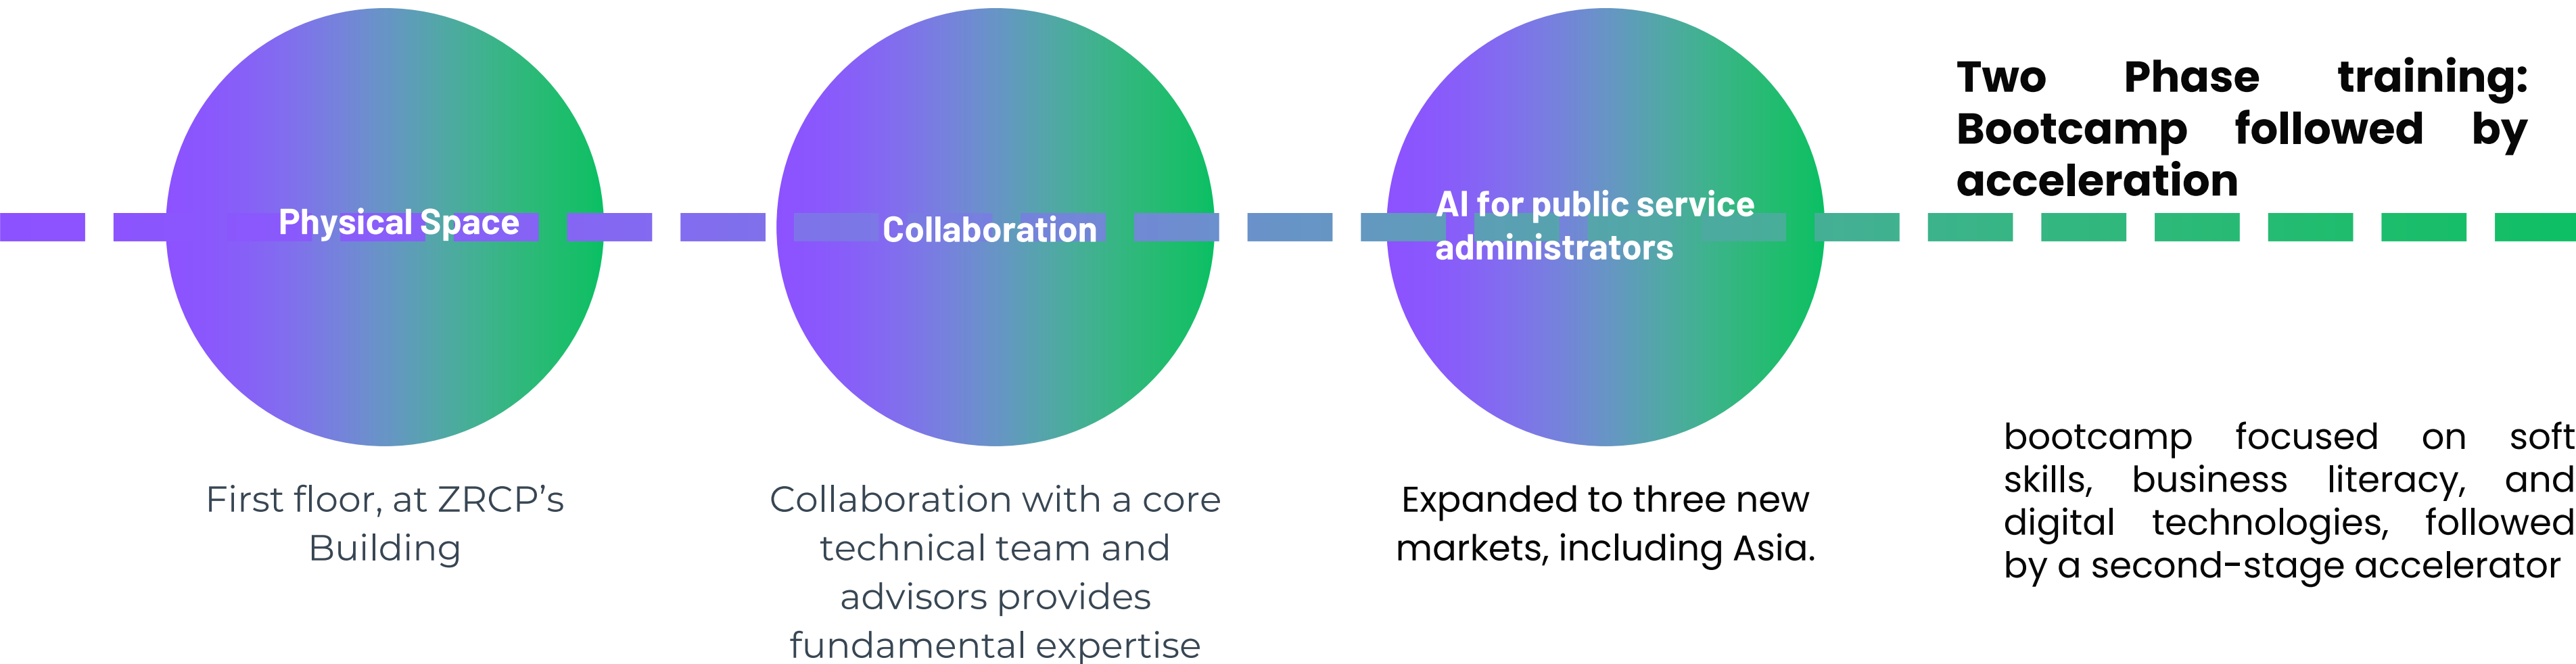 Physical Space
First floor, at ZRCP’s
Building
Collaboration
Collaboration with a core
technical team and
advisors provides
fundamental expertise
AI for public service
administrators
Expanded to three new
markets, including Asia.
Two Phase training:
Bootcamp followed by
acceleration
bootcamp focused on soft
skills, business literacy, and
digital technologies, followed
by a second-stage accelerator